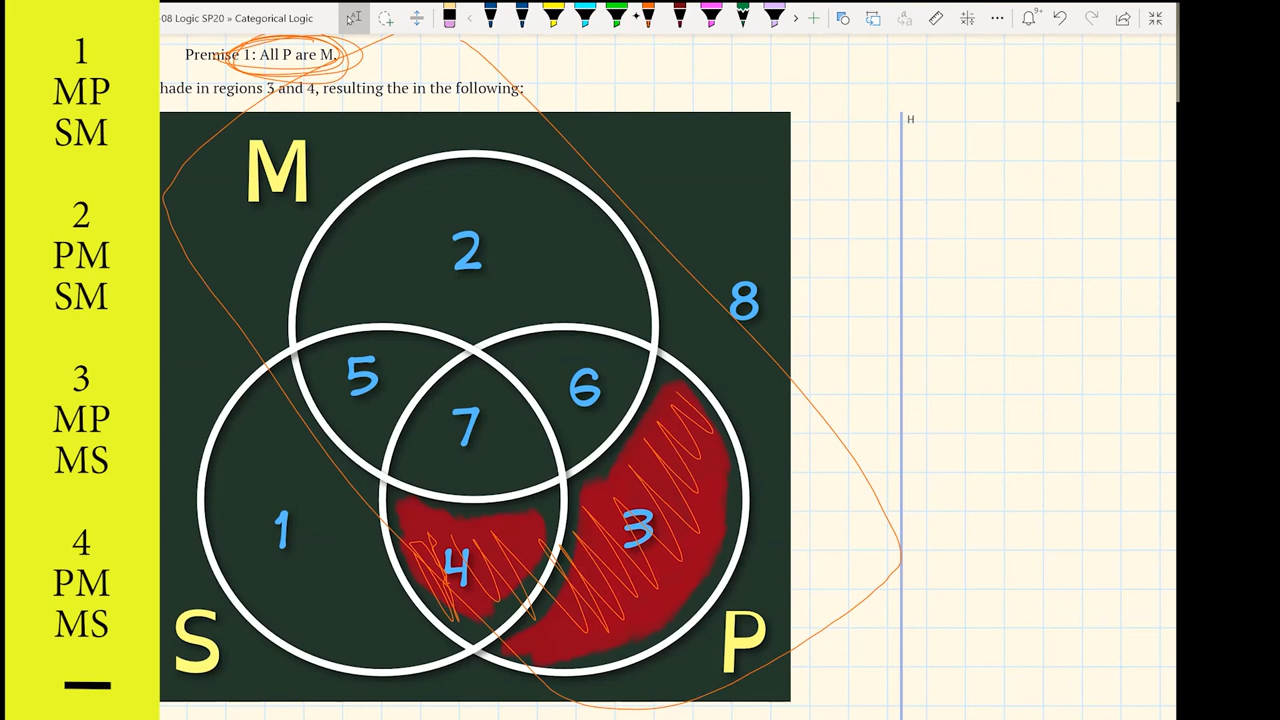 1
MP
SM
2
PM
SM
3
MP
MS
4
PM
MS
08 Logic SP20 » Categorical Logic
9+
Premise 1: All P are M.
hade in regions 3 and 4, resulting the in the following:
H
M
2
8
5
6
7
1
4
3
S
P